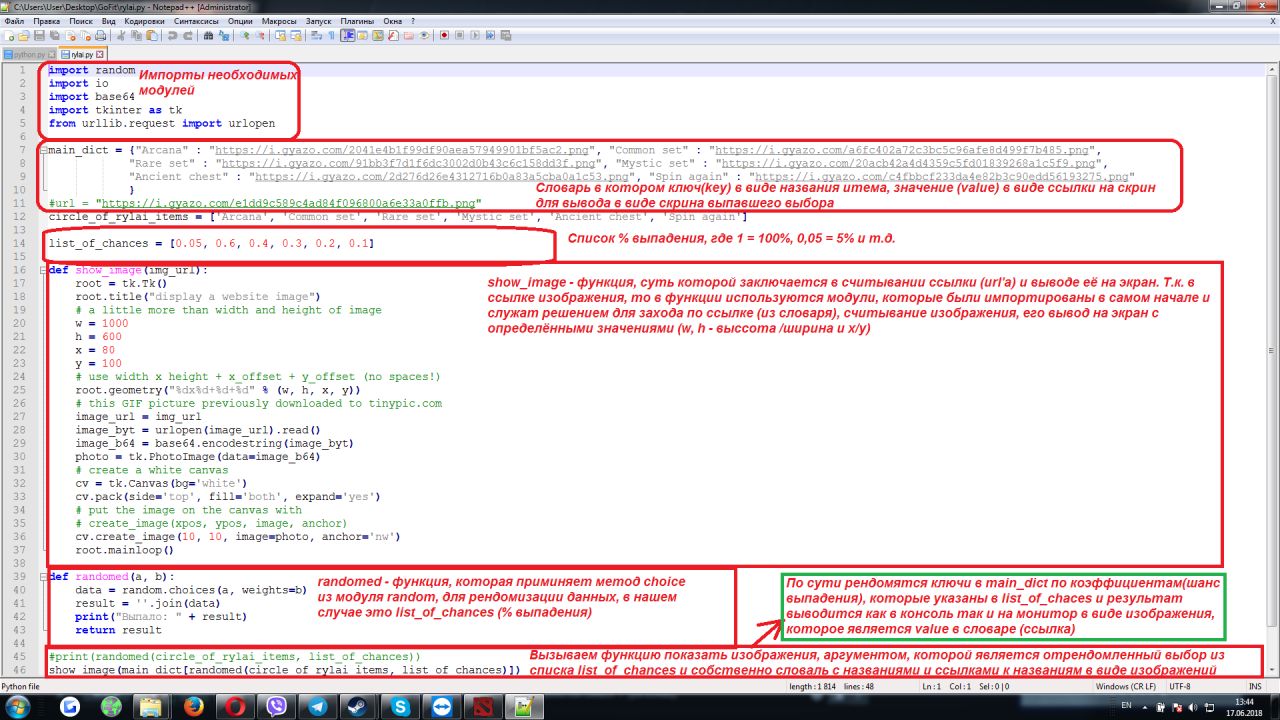 C:\Users\User\Desktop\GoFit\rylai.py - Notepad++ [Administrator]
Файл Правка Поиск Вид Кодировки Синтаксисы Опции Макросы Запуск Плагины Окна ? X
python.py rylai.py
1 import random
2 import io
3 import base64
4 import tkinter as tk
5 from urllib.request import urlopen
Импорты необходимых
модулей
6
7 main_dict = {"Arcana" : "https://i.gyazo.com/2041e4b1f99df90aea57949901bf5ac2.png", "Common set" : "https://i.gyazo.com/a6fc402a72c3bc5c96afe8d499f7b485.png",
8 "Rare set" : "https://i.gyazo.com/91bb3f7d1f6dc3002d0b43c6c158dd3f.png", "Mystic set" : "https://i.gyazo.com/20acb42a4d4359c5fd01839268a1c5f9.png",
9 "Ancient chest" : "https://i.gyazo.com/2d276d26e4312716b0a83a5cba0a1c53.png", "Spin again" : "https://i.gyazo.com/c4fbbcf233da4e82b3c90edd56193275.png"
10 }
Словарь в котором ключ(key) в виде названия итема, значение (value) в виде ссылки на скрин
для вывода в виде скрина выпавшего выбора
11 #url = "https://i.gyazo.com/e1dd9c589c4ad84f096800a6e33a0ffb.png"
12 circle_of_rylai_items = ['Arcana', 'Common set', 'Rare set', 'Mystic set', 'Ancient chest', 'Spin again']
13
14 list_of_chances = [0.05, 0.6, 0.4, 0.3, 0.2, 0.1]
Список % выпадения, где 1 = 100%, 0,05 = 5% и т.д.
15
16 def show_image(img_url):
17 root = tk.Tk()
18 root.title("display a website image")
19 # a little more than width and height of image
20 w = 1000
21 h = 600
22 x = 80
23 y = 100
show_image - функция, суть которой заключается в считывании ссылки (url'a) и выводе её на экран. Т.к. в
ссылке изображения, то в функции используются модули, которые были импортированы в самом начале и
служат решением для захода по ссылке (из словаря), считывание изображения, его вывод на экран с
определёнными значениями (w, h - выссота /ширина и x/y)
24 # use width x height + x_offset + y_offset (no spaces!)
25 root.geometry("%dx%d+%d+%d" % (w, h, x, y))
26 # this GIF picture previously downloaded to tinypic.com
27 image_url = img_url
28 image_byt = urlopen(image_url).read()
29 image_b64 = base64.encodestring(image_byt)
30 photo = tk.PhotoImage(data=image_b64)
31 # create a white canvas
32 cv = tk.Canvas(bg='white')
33 cv.pack(side='top', fill='both', expand='yes')
34 # put the image on the canvas with
35 # create_image(xpos, ypos, image, anchor)
36 cv.create_image(10, 10, image=photo, anchor='nw')
37 root.mainloop()
38
39 def randomed(a, b):
40 data = random.choices(a, weights=b)
41 result = ''.join(data)
42 print("Выпало: " + result)
43 return result
randomed - функция, которая приминяет метод choice
из модуля random, для рендомизации данных, в нашем
случае это list_of_chances (% выпадения)
По сути рендомятся ключи в main_dict по коэффициентам(шанс
выпадения), которые указаны в list_of_chaces и результат
выводится как в консоль так и на монитор в виде изображения,
которое является value в словаре (ссылка)
44
45 #print(randomed(circle_of_rylai_items, list_of_chances))
46 show_image(main_dict[randomed(circle_of_rylai_items, list_of_chances)])
Вызываем функцию показать изображения, аргументом, которой является отрендомленный выбор из
списка list_of_chances и собственно словаль с названиями и ссылками к названиям в виде изображений
Python file length : 1 814 lines : 48 Ln : 1 Col : 1 Sel : 0 | 0 Windows (CR LF) UTF-8 INS
EN 13:44
17.06.2018